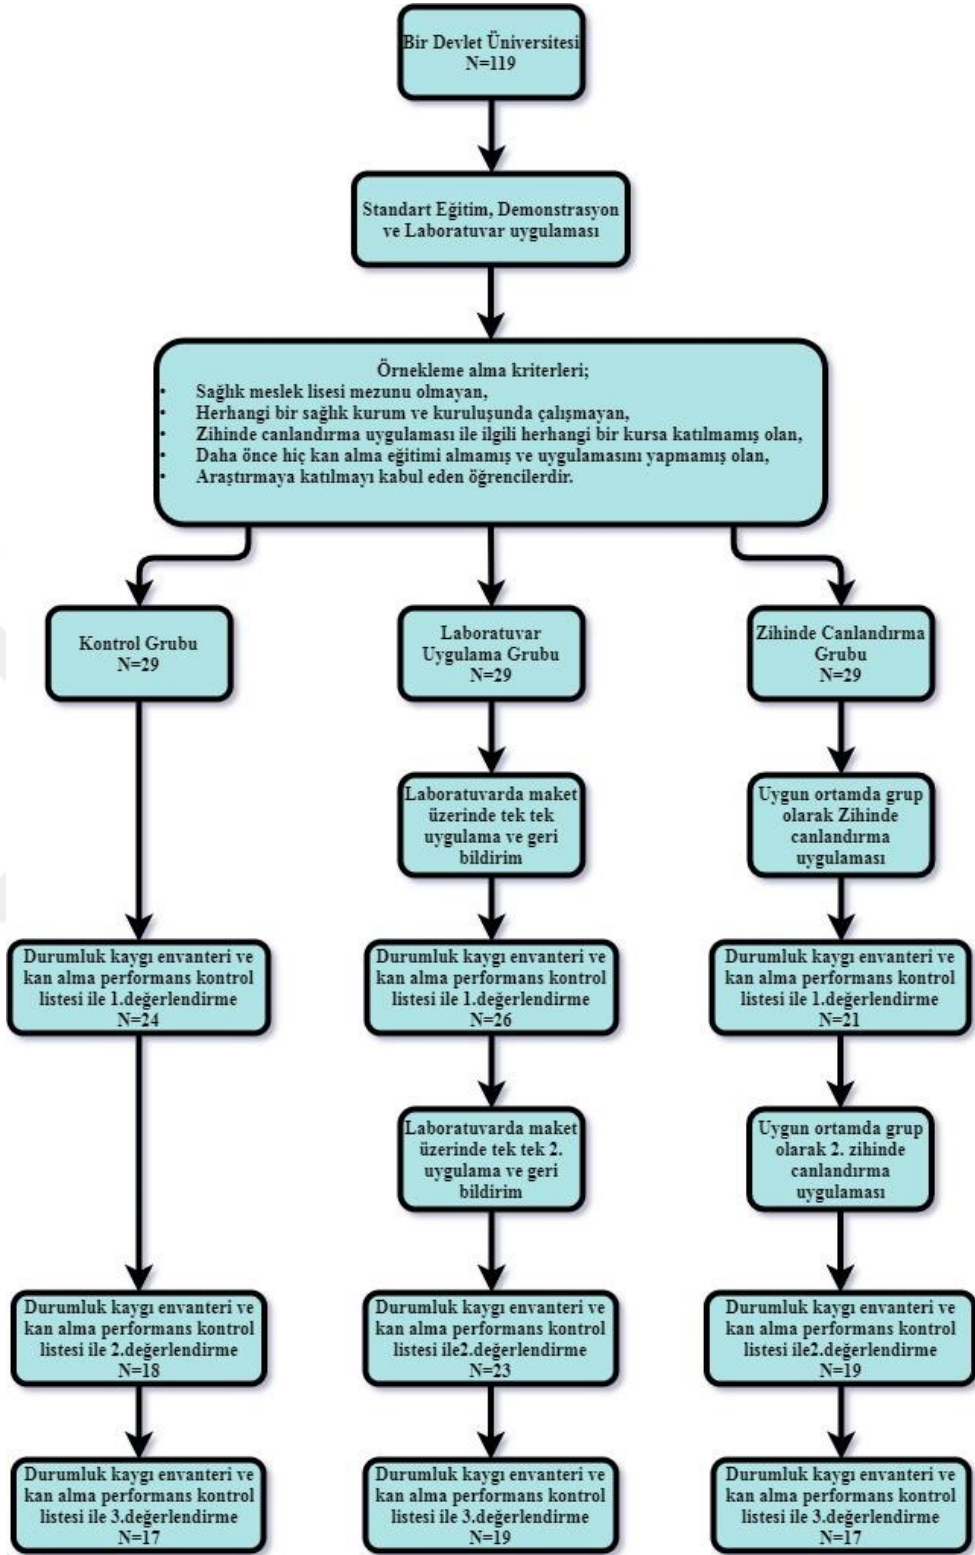 Bir Devlet Üniversitesi
N=119
Standart Eğitim, Demonstrasyon
ve Laboratuvar uygulaması
Örnekleme alma kriterleri;
• Sağlık meslek lisesi mezunu olmayan,
• Herhangi bir sağlık kurum ve kuruluşunda çalışmayan,
• Zihinde canlandırma uygulaması ile ilgili herhangi bir kursa katılmamış olan,
• Daha önce hiç kan alma eğitimi almamış ve uygulamasını yapmamış olan,
• Araştırmaya katılmayı kabul eden öğrencilerdir.
Kontrol Grubu
N=29
Laboratuvar
Uygulama Grubu
N=29
Zihinde Canlandırma
Grubu
N=29
Laboratuvarda maket
üzerinde tek tek
uygulama ve geri
bildirim
Uygun ortamda grup
olarak Zihinde
canlandırma
uygulaması
Durumluk kaygı envanteri ve
kan alma performans kontrol
listesi ile 1.değerlendirme
N=24
Durumluk kaygı envanteri ve
kan alma performans kontrol
listesi ile 1.değerlendirme
N=26
Durumluk kaygı envanteri ve
kan alma performans kontrol
listesi ile 1.değerlendirme
N=21
Laboratuvarda maket
üzerinde tek tek 2.
uygulama ve geri
bildirim
Uygun ortamda grup
olarak 2. zihinde
canlandırma
uygulaması
Durumluk kaygı envanteri ve
kan alma performans kontrol
listesi ile 2.değerlendirme
N=18
Durumluk kaygı envanteri ve
kan alma performans kontrol
listesi ile2.değerlendirme
N=23
Durumluk kaygı envanteri ve
kan alma performans kontrol
listesi ile2.değerlendirme
N=19
Durumluk kaygı envanteri ve
kan alma performans kontrol
listesi ile 3.değerlendirme
N=17
Durumluk kaygı envanteri ve
kan alma performans kontrol
listesi ile 3.değerlendirme
N=19
Durumluk kaygı envanteri ve
kan alma performans kontrol
listesi ile 3.değerlendirme
N=17